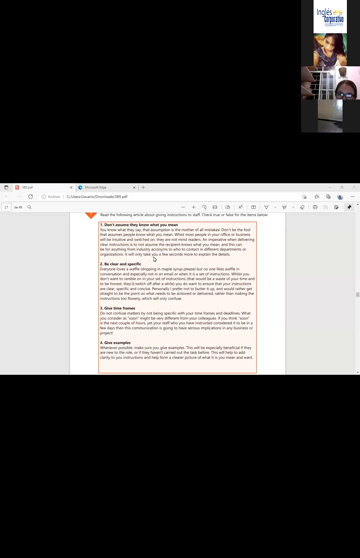 Inglés
Corporativo
S85.pdf
Microsoft Edge
Archivo
C:/Users/Usuario/Downloads/S85.pdf
Read the following article about giving instructions to staff. Check true or false for the items below.
1. Don't assume they know what you mean
You know what they say, that assumption is the mother of all mistakes! Don't be the fool
that assumes people know what you mean. Whilst most people in your office or business
will be intuitive and switched on, they are not mind readers. An imperative when delivering
clear instructions is to not assume the recipient knows what you mean, and this can
be for anything from industry acronyms to who to contact in different departments or
organizations. It will only take you a few seconds more to explain the details.
2. Be clear and specific
Everyone loves a waffle (dripping in maple syrup please) but no one likes waffle in
conversation and especially not in an email or when it is a set of instructions. Whilst you
don't want to ramble on in your set of instructions (that would be a waste of your time and
to be honest, they'd switch off after a while) you do want to ensure that your instructions
are clear, specific and concise. Personally I prefer not to butter it up, and would rather get
straight to the point on what needs to be actioned or delivered, rather than making the
instructions too flowery, which will only confuse.
3. Give time frames
Do not confuse matters by not being specific with your time frames and deadlines. What
you consider as "soon" might be very different from your colleagues. If you think "soon"
is the next couple of hours, yet your staff who you have instructed considered it to be in a
few days then this communication is going to have serious implications in any business or
project!
4. Give examples
Whenever possible, make sure you give examples. This will be especially beneficial if they
are new to the role, or if they haven't carried out the task before. This will help to add
clarity to you instructions and help form a clearer picture of what it is you mean and want.